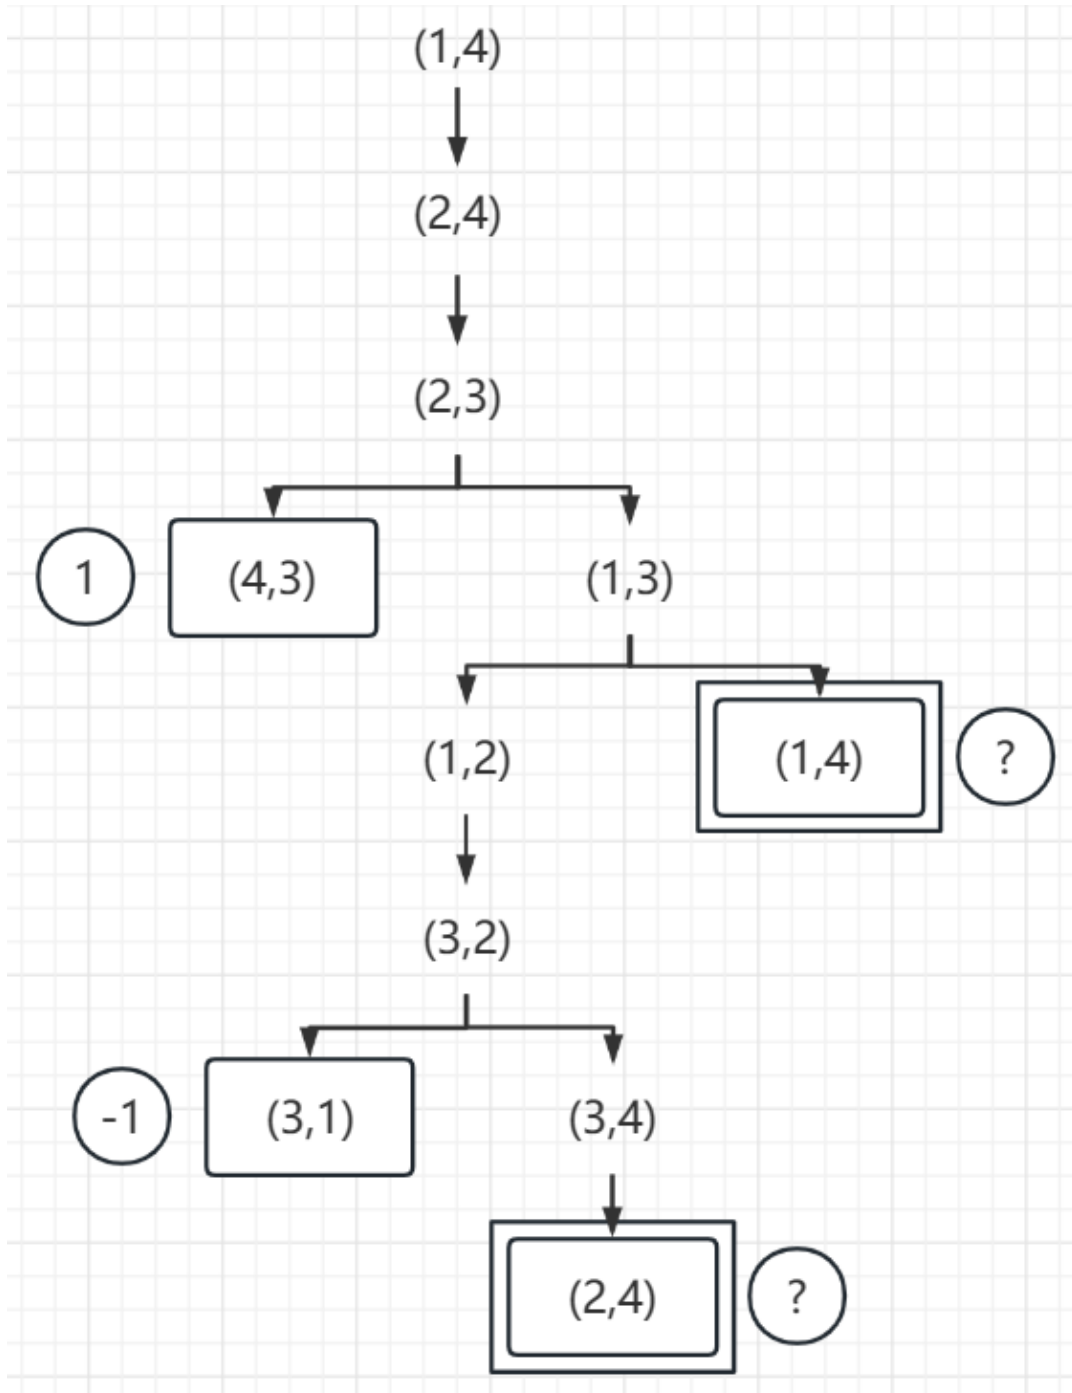 (1,4)
(2,4)
(2,3)
1 (4,3) (1,3)
(1,2) (1,4) ?
(3,2)
-1 (3,1) (3,4)
(2,4) ?